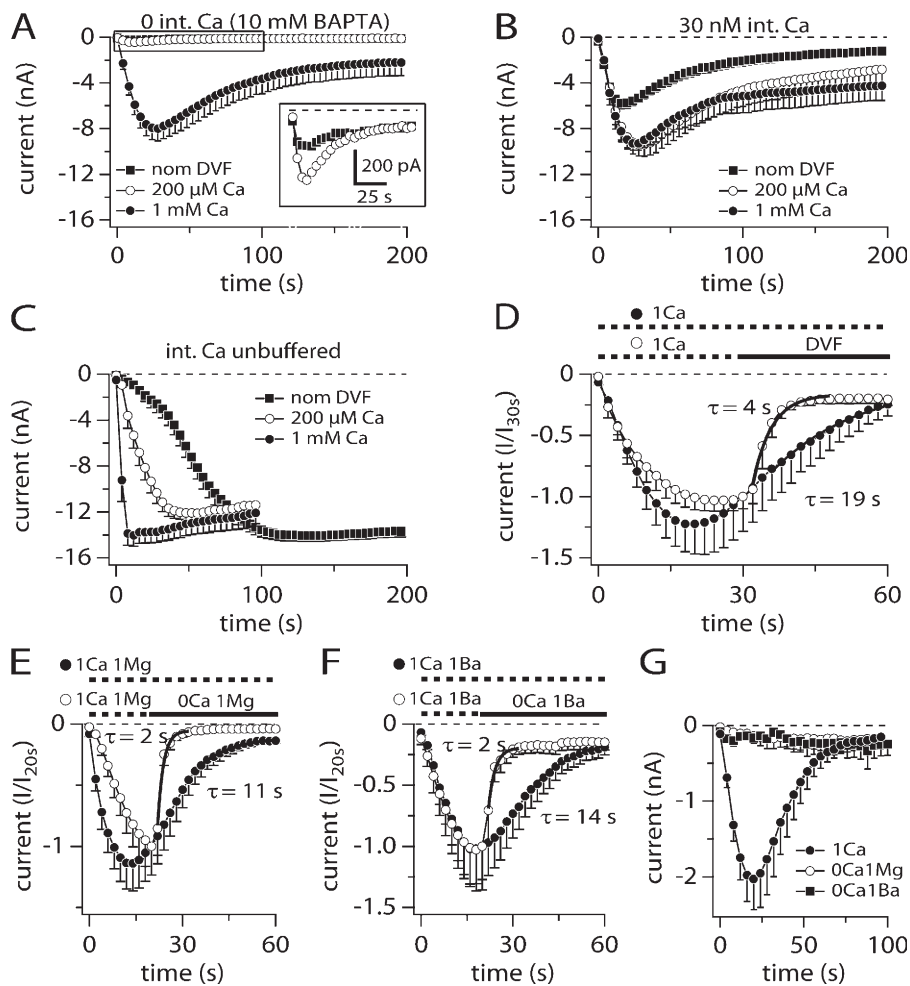 A
0 int. Ca (10 mM BAPTA)
0
-4
-8
-12
-16
current (nA)
nom DVF
200 µM Ca
1 mM Ca
200 pA
25 s
0
100
200
time (s)
B
30 nM int. Ca
0
-4
-8
-12
-16
current (nA)
nom DVF
200 µM Ca
1 mM Ca
0
50
100
150
200
time (s)
C
int. Ca unbuffered
0
-4
-8
-12
-16
current (nA)
nom DVF
200 µM Ca
1 mM Ca
0
100
200
time (s)
D
1Ca
1Ca
DVF
0
-0.5
-1.0
-1.5
current (I/I30s)
τ = 4 s
τ = 19 s
0
30
60
time (s)
E
1Ca 1Mg
1Ca 1Mg
0Ca 1Mg
0
-1
current (I/I20s)
τ = 2 s
τ = 11 s
0
30
60
time (s)
F
1Ca 1Ba
1Ca 1Ba
0Ca 1Ba
0
-0.5
-1.0
-1.5
current (I/I20s)
τ = 2 s
τ = 14 s
0
30
60
time (s)
G
0
-1
-2
current (nA)
1Ca
0Ca1Mg
0Ca1Ba
0
50
100
time (s)